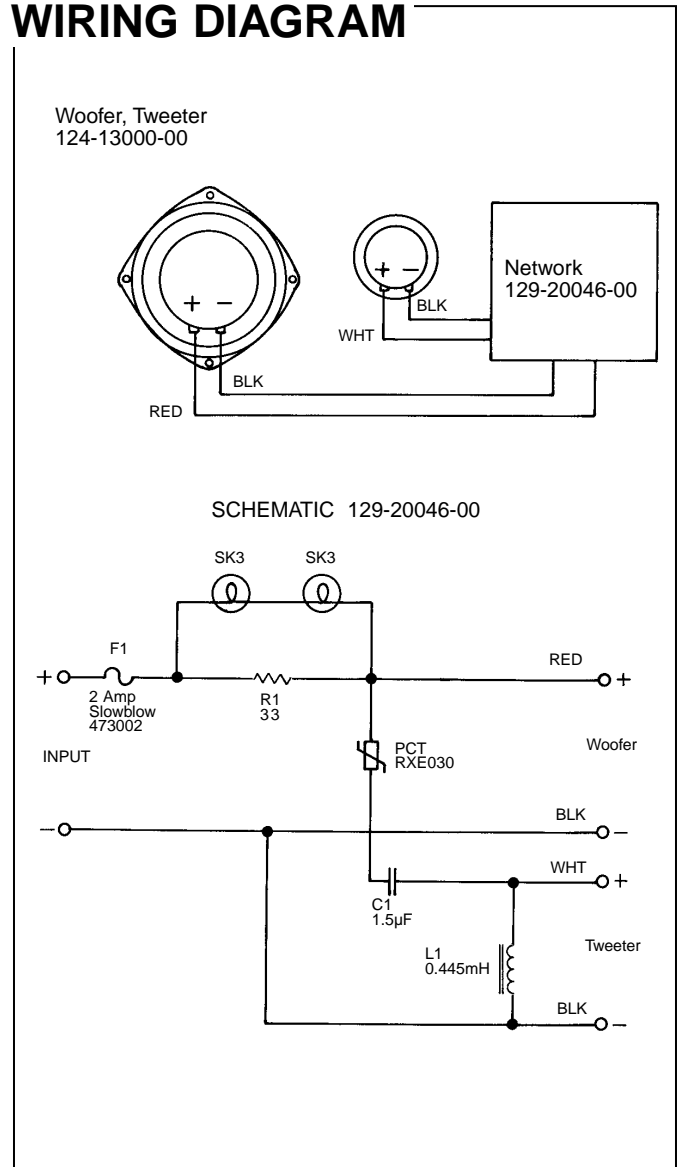 WIRING DIAGRAM
Woofer, Tweeter
124-13000-00
+ −
+ −
Network
129-20046-00
BLK
WHT
BLK
RED
SCHEMATIC 129-20046-00
SK3 SK3
F1
RED
+ +
2 Amp
Slowblow
473002
R1
33
INPUT
PCT
RXE030
Woofer
BLK
− −
WHT
+
C1
1.5µF
L1
0.445mH
Tweeter
BLK
−